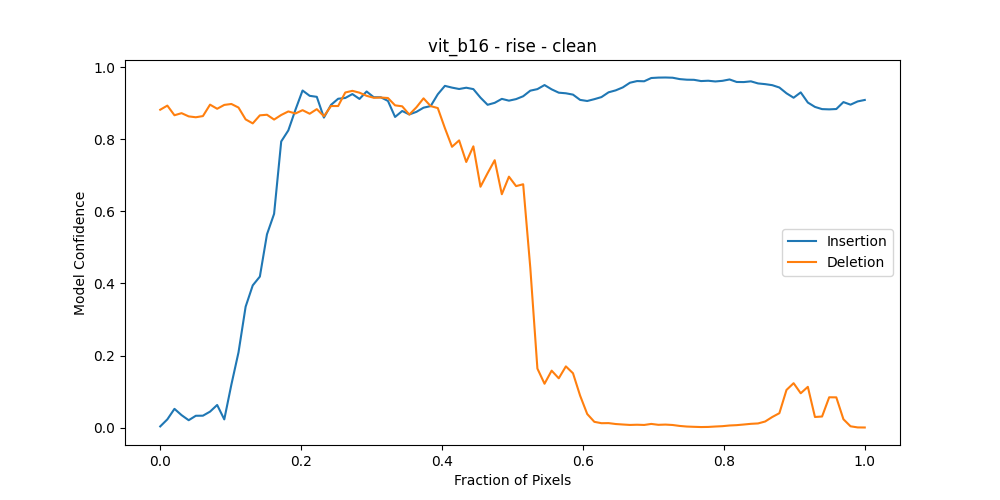 vit_b16 - rise - clean
1.0
0.8
0.6
0.4
0.2
0.0
Model Confidence
Insertion
Deletion
0.0 0.2 0.4 0.6 0.8 1.0
Fraction of Pixels